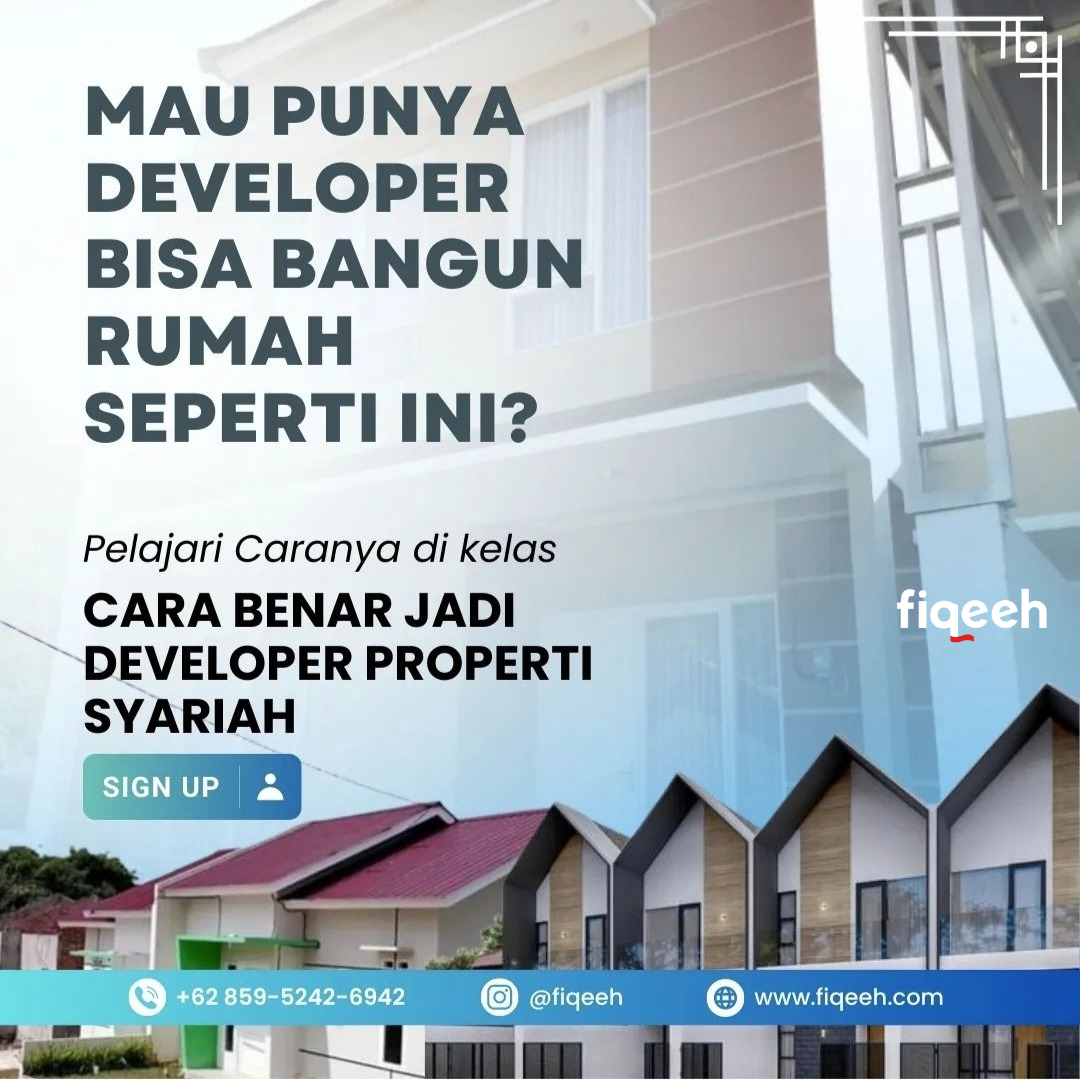 MAU PUNYA
DEVELOPER
BISA BANGUN
RUMAH
SEPERTI INI?
Pelajari Caranya di kelas
CARA BENAR JADI
DEVELOPER PROPERTI
SYARIAH
SIGN UP
fiqeeh
+62 859-5242-6942
@fiqeeh
www.fiqeeh.com